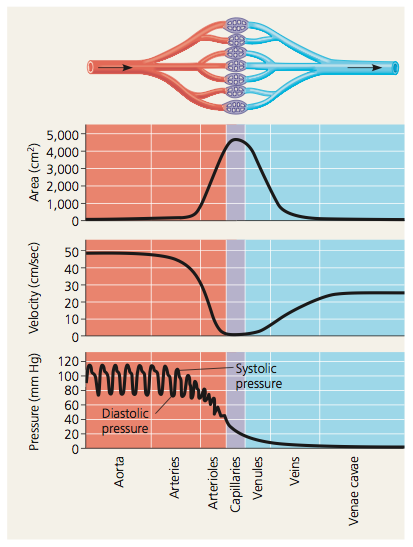 5,000
4,000
3,000
2,000
1,000
0
Area (cm²)
50
40
30
20
10
0
Velocity (cm/sec)
120
100
80
60
40
20
0
Pressure (mm Hg)
Systolic
pressure
Diastolic
pressure
Aorta
Arteries
Arterioles
Capillaries
Venules
Veins
Venae cavae